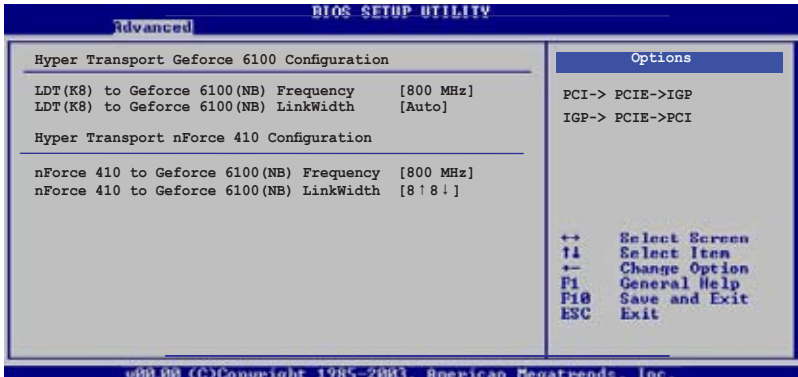 BIOS SETUP UTILITY
Advanced
Hyper Transport Geforce 6100 Configuration
LDT(K8) to Geforce 6100(NB) Frequency [800 MHz]
LDT(K8) to Geforce 6100(NB) LinkWidth [Auto]
Hyper Transport nForce 410 Configuration
nForce 410 to Geforce 6100(NB) Frequency [800 MHz]
nForce 410 to Geforce 6100(NB) LinkWidth [8↑8↓]
Options
PCI-> PCIE->IGP
IGP-> PCIE->PCI
←→ Select Screen
↑↓ Select Item
+- Change Option
F1 General Help
F10 Save and Exit
ESC Exit
v00.00 (C)Copyright 1985-2003, American Megatrends, Inc.